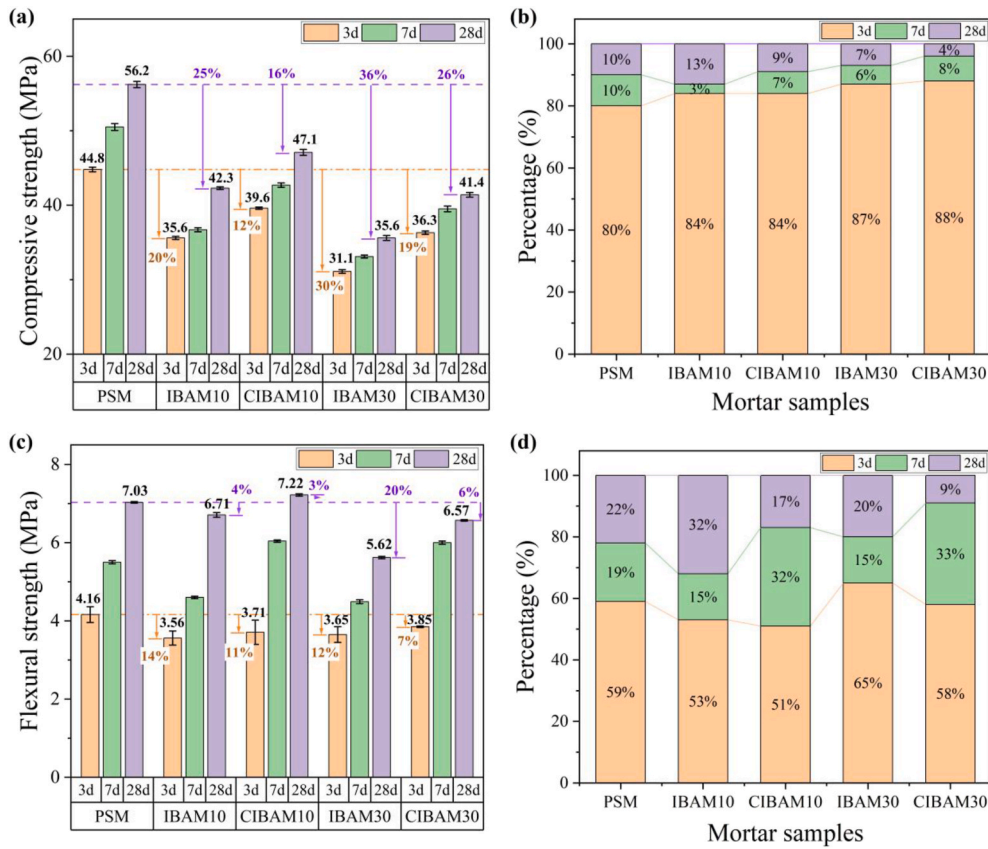 (a)
3d 7d 28d
Compressive strength (MPa)
60
40
20
56.2
25%
16%
36%
26%
44.8
47.1
42.3
39.6
41.4
35.6
12%
36.3
35.6
31.1
19%
20%
30%
3d 7d 28d 3d 7d 28d 3d 7d 28d 3d 7d 28d 3d 7d 28d
PSM IBAM10 CIBAM10 IBAM30 CIBAM30
(b)
3d 7d 28d
Percentage (%)
100
80
60
40
20
0
10% 13% 9% 7% 4%
10% 3% 7% 6% 8%
80% 84% 84% 87% 88%
PSM IBAM10 CIBAM10 IBAM30 CIBAM30
Mortar samples
(c)
3d 7d 28d
Flexural strength (MPa)
8
6
4
2
0
7.03
4%
7.22
3%
20%
6%
6.71
6.57
5.62
4.16
3.56
3.71
3.65
3.85
14%
11%
12%
7%
3d 7d 28d 3d 7d 28d 3d 7d 28d 3d 7d 28d 3d 7d 28d
PSM IBAM10 CIBAM10 IBAM30 CIBAM30
(d)
3d 7d 28d
Percentage (%)
100
80
60
40
20
0
22% 32% 17% 20% 9%
19% 15% 32% 15% 33%
59% 53% 51% 65% 58%
PSM IBAM10 CIBAM10 IBAM30 CIBAM30
Mortar samples